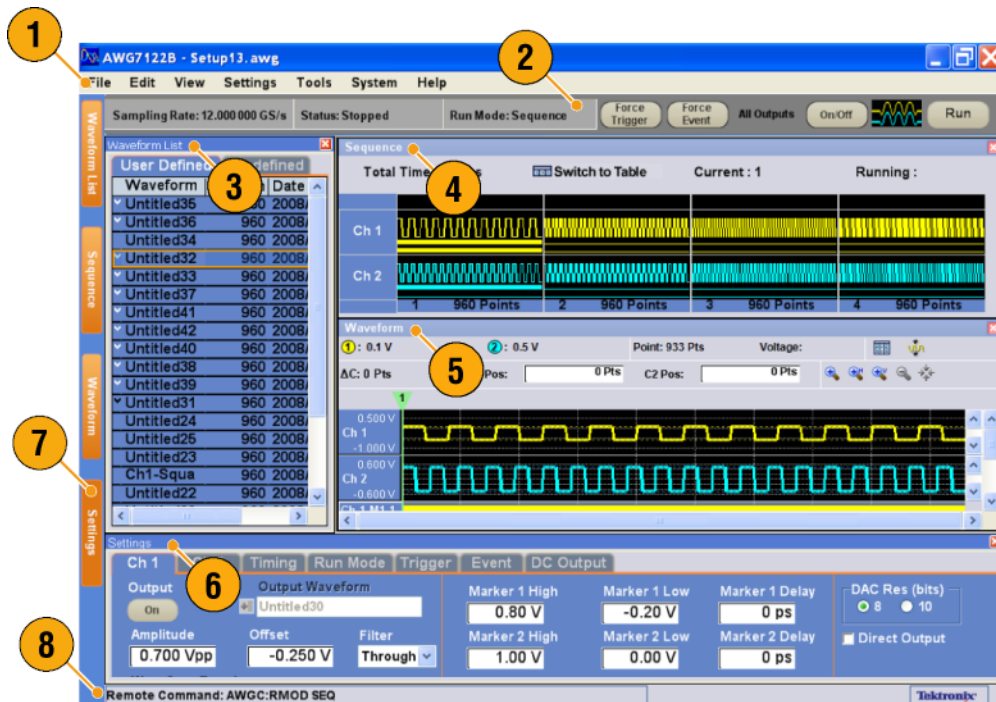 1
2
AWG7122B - Setup13.awg
File Edit View Settings Tools System Help
Sampling Rate: 12.000 000 GS/s Status: Stopped Run Mode: Sequence Force Trigger Force Event All Outputs On/Off Run
Waveform List
3
User Defined
Waveform Date
Untitled35 960 2008/
Untitled36 960 2008/
Untitled34 960 2008/
Untitled32 960 2008/
Untitled33 960 2008/
Untitled37 960 2008/
Untitled41 960 2008/
Untitled42 960 2008/
Untitled40 960 2008/
Untitled38 960 2008/
Untitled39 960 2008/
Untitled31 960 2008/
Untitled24 960 2008/
Untitled25 960 2008/
Untitled23 960 2008/
Ch1-Squa 960 2008/
Untitled22 960 2008/
Sequence
4
Total Time Switch to Table Current : 1 Running :
Ch 1
Ch 2
1 960 Points 2 960 Points 3 960 Points 4 960 Points
Waveform
5
1 : 0.1 V 2 : 0.5 V Point: 933 Pts Voltage:
ΔC: 0 Pts Pos: 0 Pts C2 Pos: 0 Pts
1
0.500 V
Ch 1
-1.000 V
0.600 V
Ch 2
-0.600 V
Ch 1 M1 1
Waveform List
Sequence
Waveform
Settings
7
Settings
6
Ch 1 Timing Run Mode Trigger Event DC Output
Output Output Waveform Marker 1 High Marker 1 Low Marker 1 Delay DAC Res (bits)
On Untitled30 0.80 V -0.20 V 0 ps 8 10
Amplitude Offset Filter Marker 2 High Marker 2 Low Marker 2 Delay Direct Output
0.700 Vpp -0.250 V Through 1.00 V 0.00 V 0 ps
8
Remote Command: AWGC:RMOD SEQ Tektronix